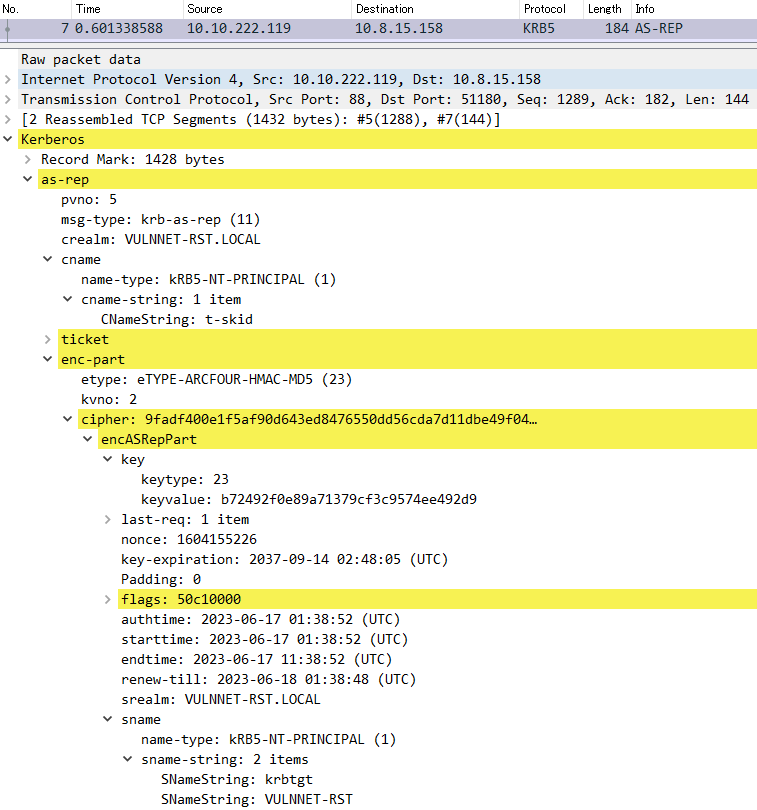 No. Time Source Destination Protocol Length Info
7 0.601338588 10.10.222.119 10.8.15.158 KRB5 184 AS-REP
Raw packet data
Internet Protocol Version 4, Src: 10.10.222.119, Dst: 10.8.15.158
Transmission Control Protocol, Src Port: 88, Dst Port: 51180, Seq: 1289, Ack: 182, Len: 144
[2 Reassembled TCP Segments (1432 bytes): #5(1288), #7(144)]
Kerberos
Record Mark: 1428 bytes
as-rep
pvno: 5
msg-type: krb-as-rep (11)
crealm: VULNNET-RST.LOCAL
cname
name-type: kRB5-NT-PRINCIPAL (1)
cname-string: 1 item
CNameString: t-skid
ticket
enc-part
etype: eTYPE-ARCFOUR-HMAC-MD5 (23)
kvno: 2
cipher: 9fadf400e1f5af90d643ed8476550dd56cda7d11dbe49f04…
encASRepPart
key
keytype: 23
keyvalue: b72492f0e89a71379cf3c9574ee492d9
last-req: 1 item
nonce: 1604155226
key-expiration: 2037-09-14 02:48:05 (UTC)
Padding: 0
flags: 50c10000
authtime: 2023-06-17 01:38:52 (UTC)
starttime: 2023-06-17 01:38:52 (UTC)
endtime: 2023-06-17 11:38:52 (UTC)
renew-till: 2023-06-18 01:38:48 (UTC)
srealm: VULNNET-RST.LOCAL
sname
name-type: kRB5-NT-PRINCIPAL (1)
sname-string: 2 items
SNameString: krbtgt
SNameString: VULNNET-RST